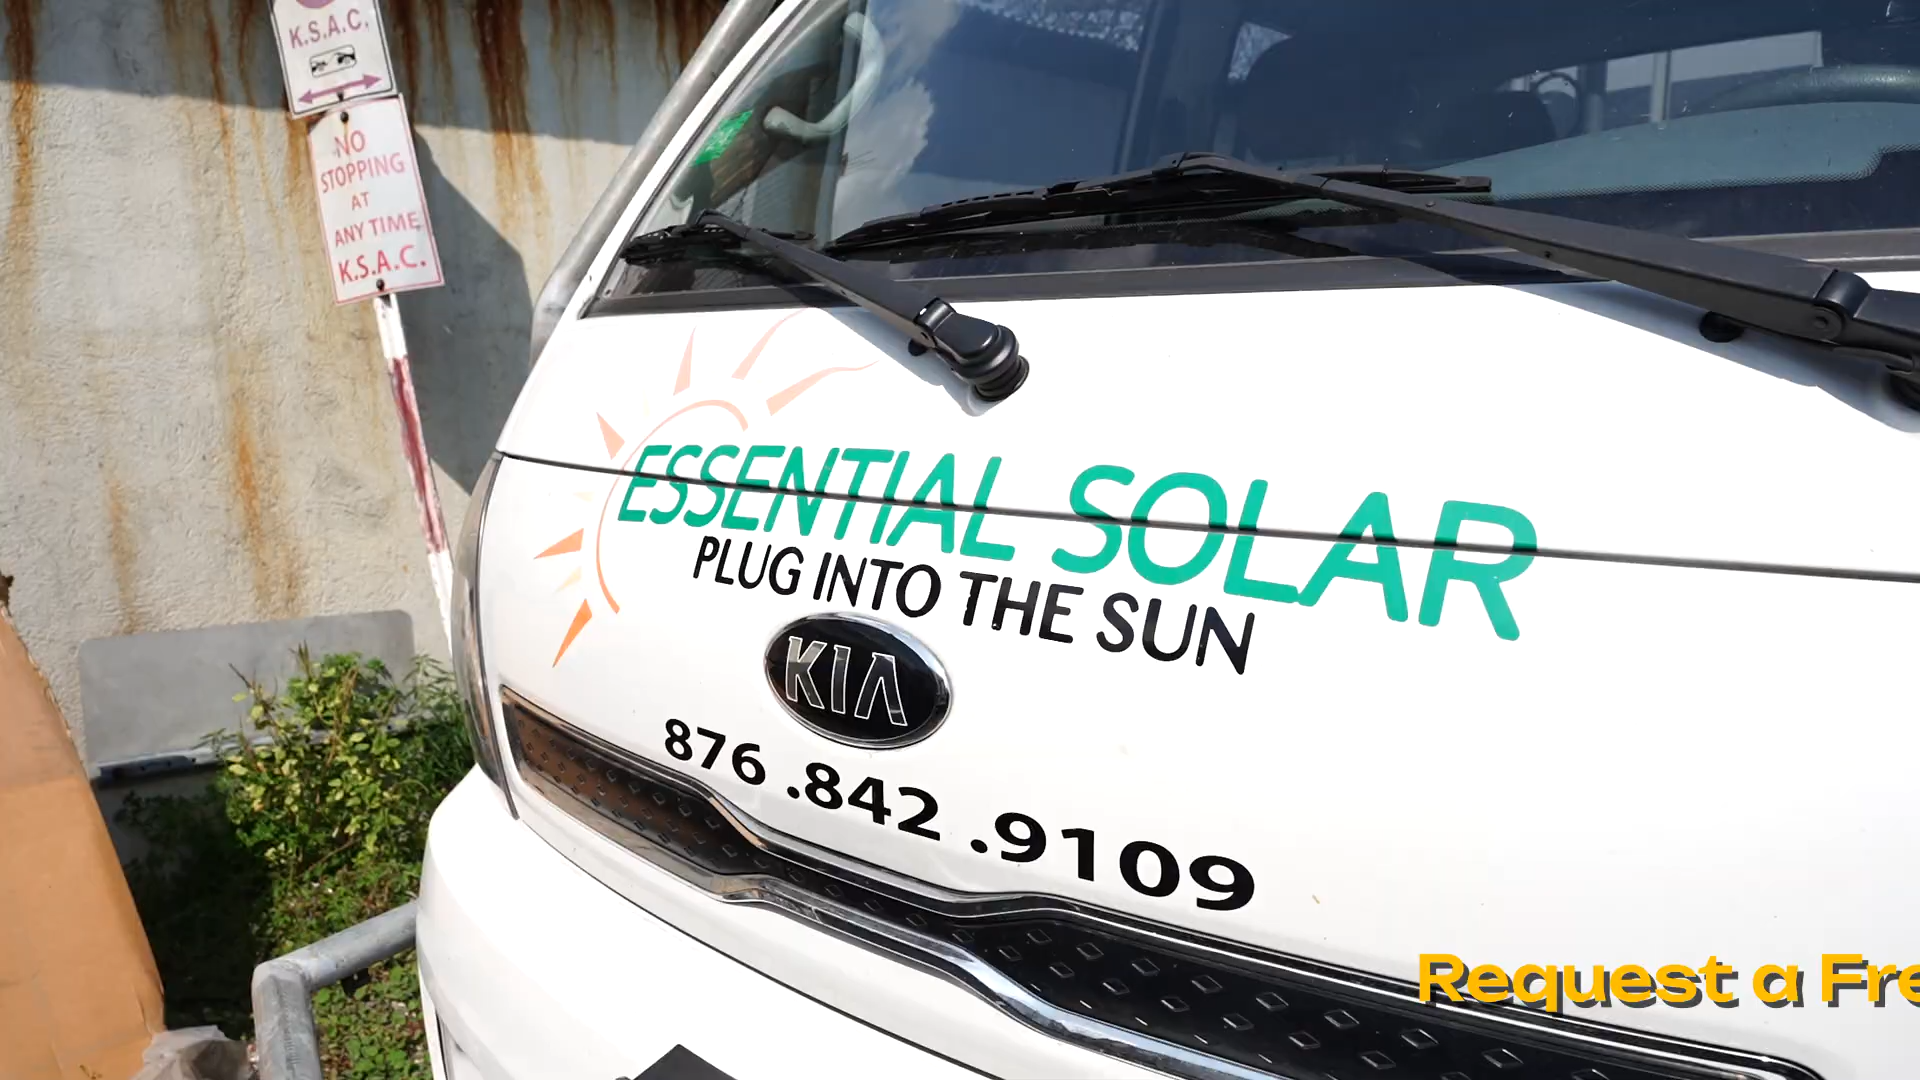 K.S.A.C.
NO
STOPPING
AT
ANY TIME
K.S.A.C.
ESSENTIAL SOLAR
PLUG INTO THE SUN
KIA
876.842.9109
Request a Fre